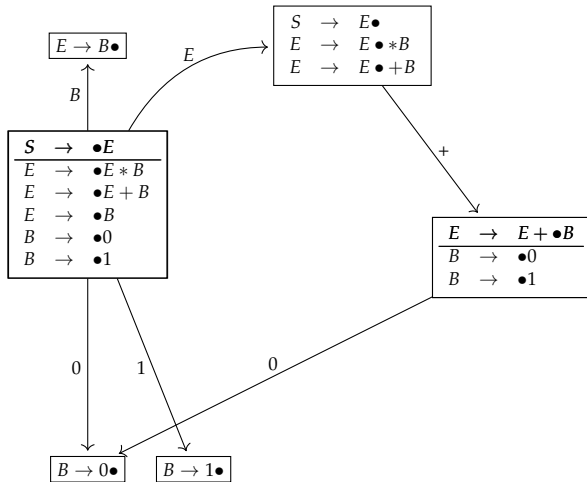 E → B●
S → E●
E → E● ∗B
E → E● +B
E
B
S → ●E
E → ●E ∗ B
E → ●E + B
E → ●B
B → ●0
B → ●1
+
E → E + ●B
B → ●0
B → ●1
0
1
0
B → 0●
B → 1●